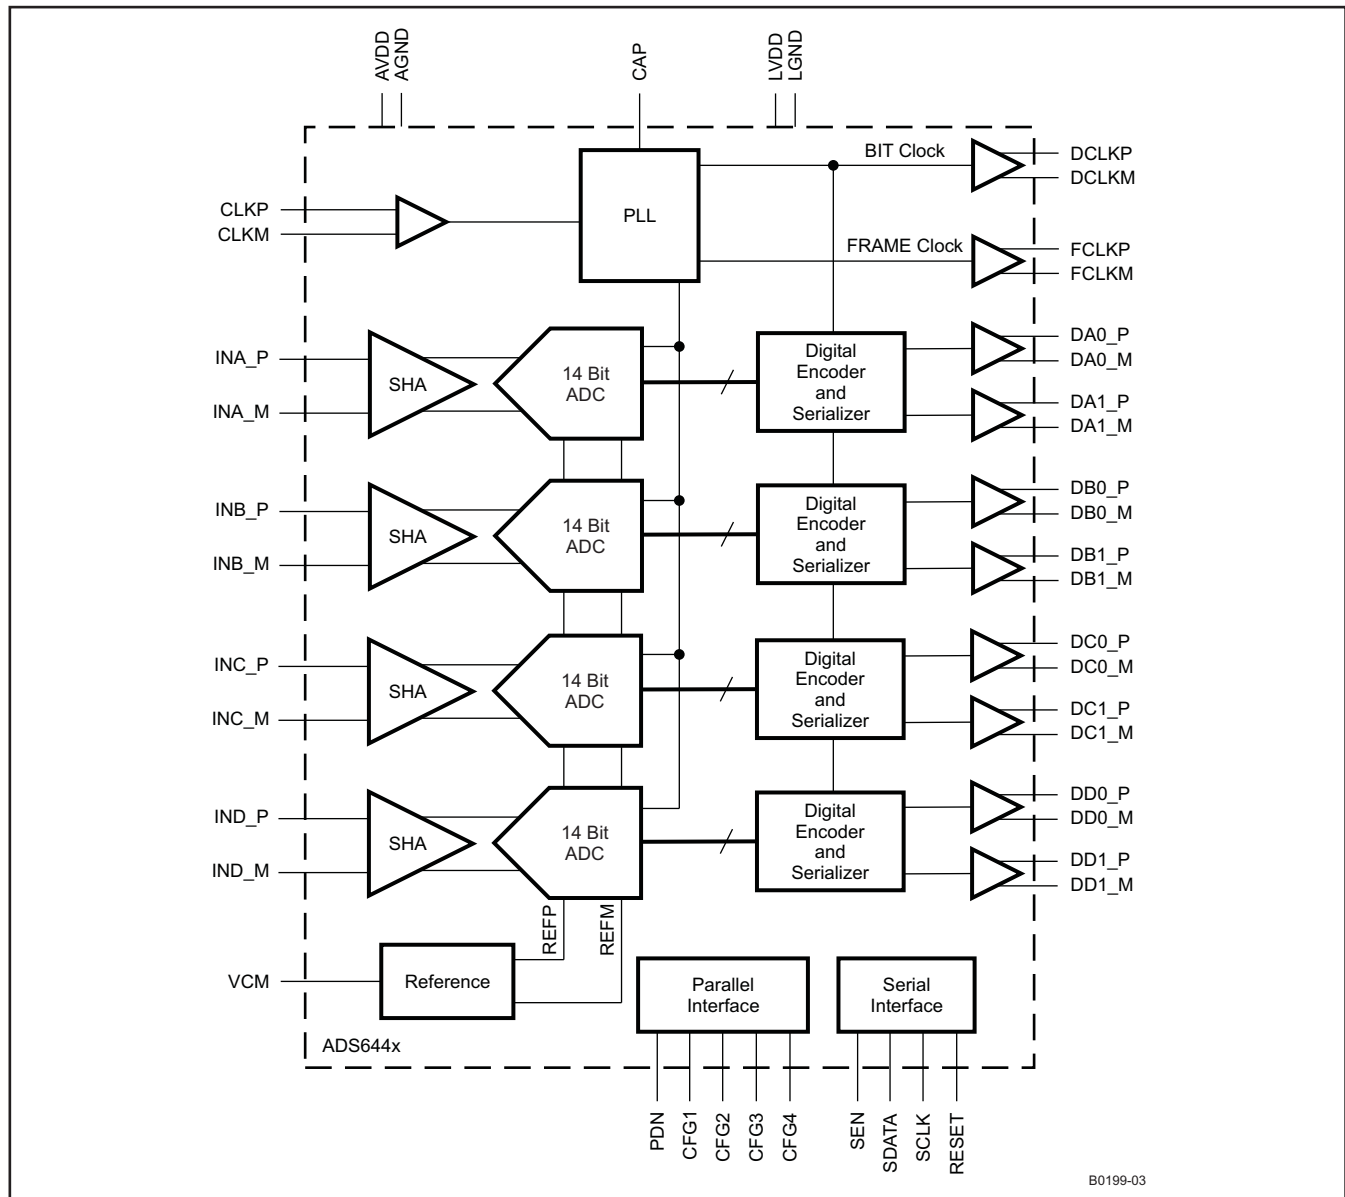 AVDD
AGND
CAP
LVDD
LGND
BIT Clock
DCLKP
DCLKM
CLKP
CLKM
PLL
FRAME Clock
FCLKP
FCLKM
INA_P
INA_M
SHA
14 Bit
ADC
Digital
Encoder
and
Serializer
DA0_P
DA0_M
DA1_P
DA1_M
INB_P
INB_M
SHA
14 Bit
ADC
Digital
Encoder
and
Serializer
DB0_P
DB0_M
DB1_P
DB1_M
INC_P
INC_M
SHA
14 Bit
ADC
Digital
Encoder
and
Serializer
DC0_P
DC0_M
DC1_P
DC1_M
IND_P
IND_M
SHA
14 Bit
ADC
Digital
Encoder
and
Serializer
DD0_P
DD0_M
DD1_P
DD1_M
REFP
REFM
VCM
Reference
Parallel
Interface
Serial
Interface
ADS644x
PDN
CFG1
CFG2
CFG3
CFG4
SEN
SDATA
SCLK
RESET
B0199-03